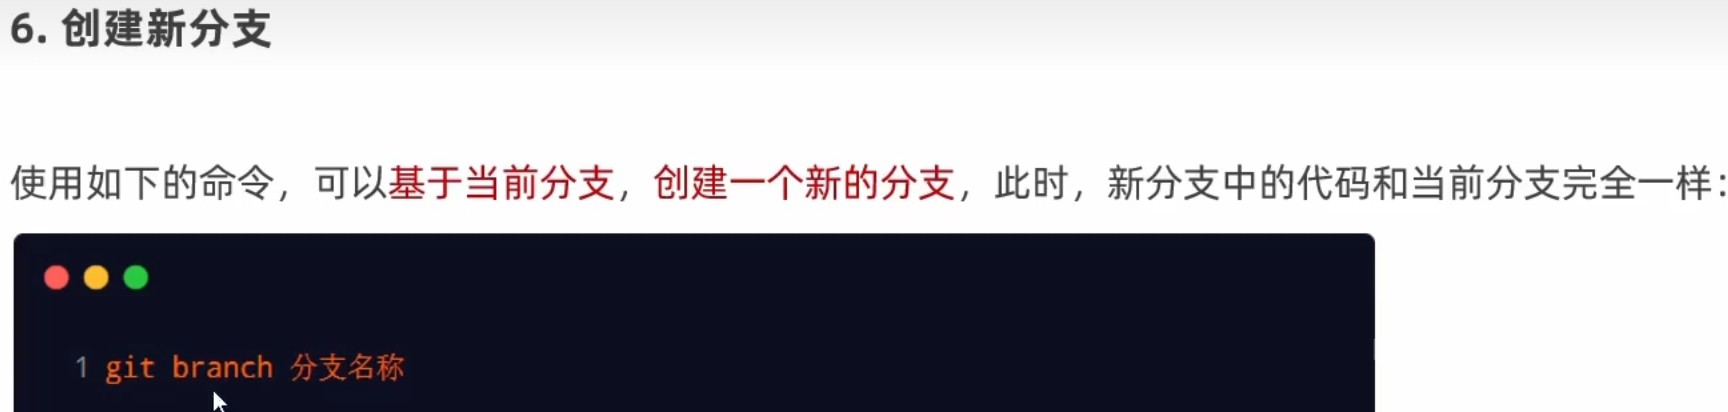 6. 创建新分支
使用如下的命令，可以基于当前分支，创建一个新的分支，此时，新分支中的代码和当前分支完全一样：
1 git branch 分支名称